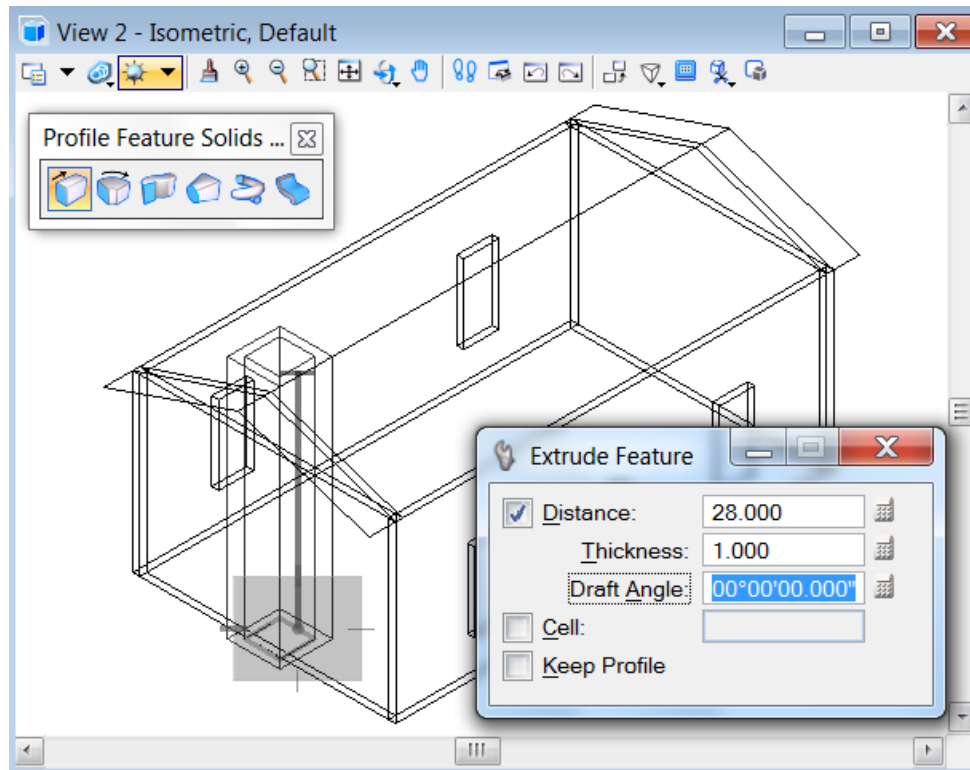 View 2 - Isometric, Default
Profile Feature Solids ...
Extrude Feature
Distance: 28.000
Thickness: 1.000
Draft Angle: 00°00'00.000"
Cell:
Keep Profile